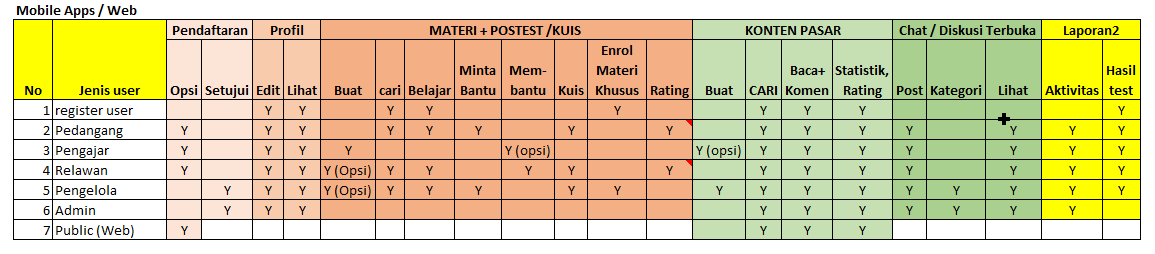 Mobile Apps / Web
Pendaftaran Profil MATERI + POSTEST /KUIS KONTEN PASAR Chat / Diskusi Terbuka Laporan2
No Jenis user Opsi Setujui Edit Lihat Buat cari Belajar Minta Bantu Mem-bantu Kuis Enrol Materi Khusus Rating Buat CARI Baca+ Komen Statistik, Rating Post Kategori Lihat Aktivitas Hasil test
1 register user Y Y Y Y Y Y Y Y Y
2 Pedangang Y Y Y Y Y Y Y Y Y Y Y Y Y Y Y
3 Pengajar Y Y Y Y Y (opsi) Y (opsi) Y Y Y Y Y Y Y
4 Relawan Y Y Y Y (Opsi) Y Y Y Y Y Y Y Y Y Y Y Y
5 Pengelola Y Y Y Y (Opsi) Y Y Y Y Y Y Y Y Y Y Y Y Y Y
6 Admin Y Y Y Y Y Y Y Y Y Y
7 Public (Web) Y Y Y Y